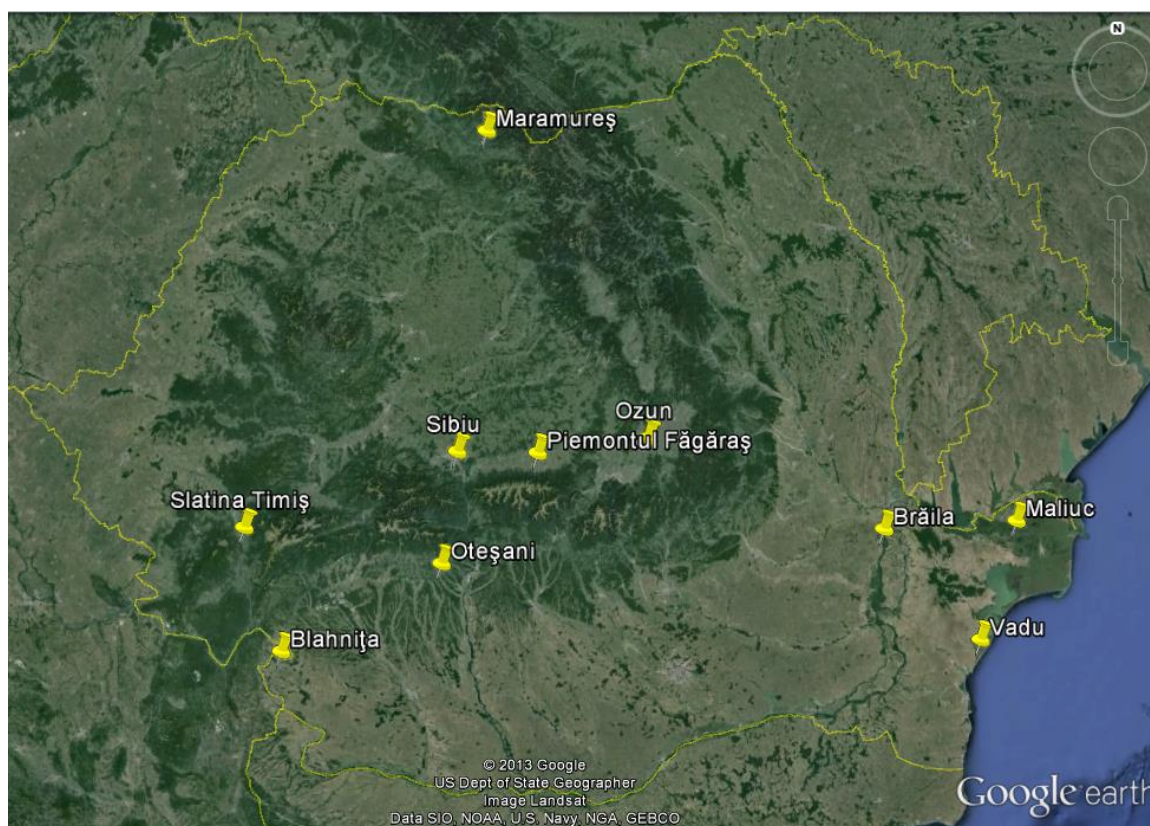 N
Maramureş
Ozun
Sibiu
Piemontul Făgăraş
Slatina Timiş
Brăila
Maliuc
Oteşani
Blahniţa
Vadu
© 2013 Google
US Dept of State Geographer
Image Landsat
Data SIO, NOAA, U.S. Navy, NGA, GEBCO
Google earth